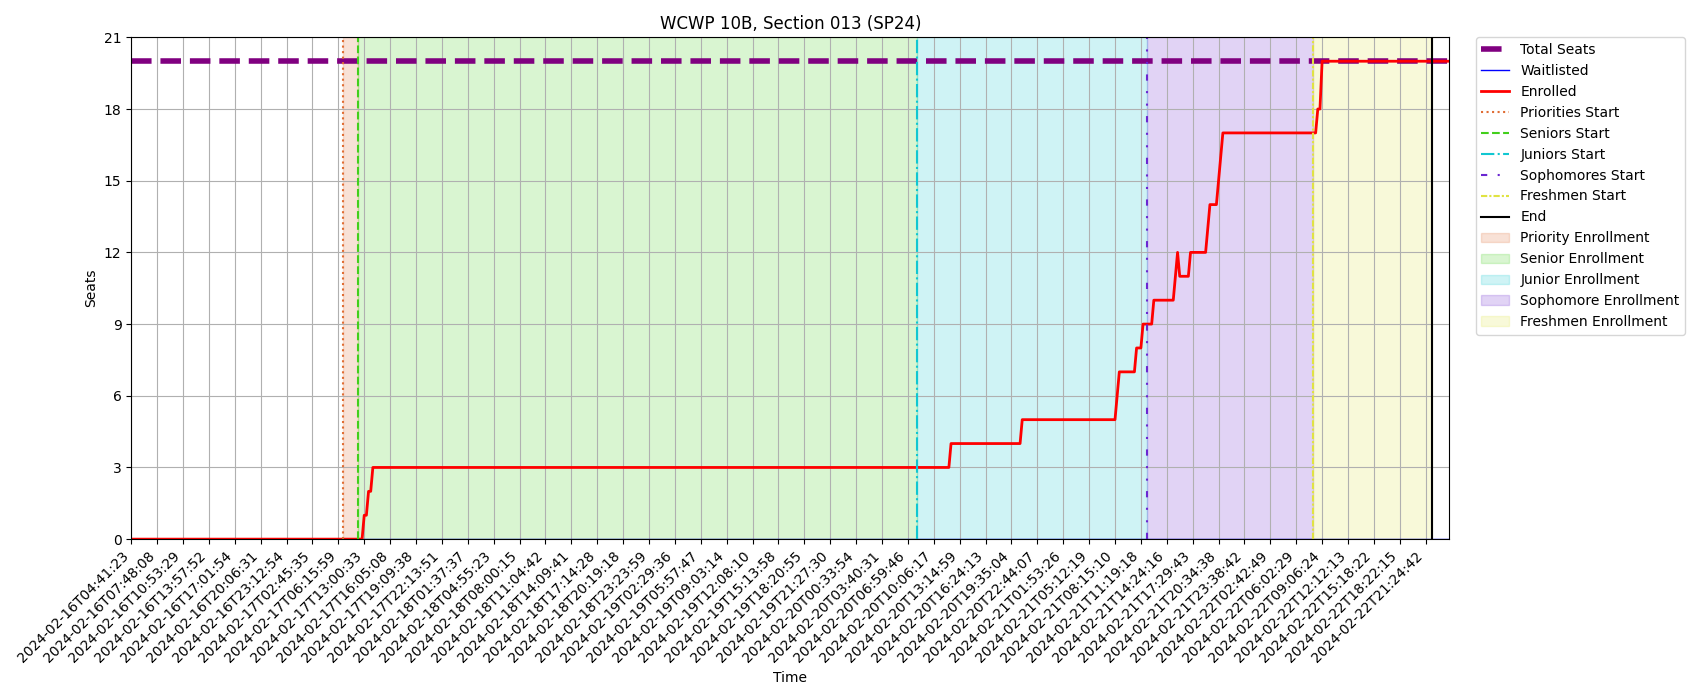 WCWP 10B, Section 013 (SP24)
21
18
15
12
9
6
3
0
Seats
2024-02-16T04:41:23
2024-02-16T07:48:08
2024-02-16T10:53:29
2024-02-16T13:57:52
2024-02-16T17:01:54
2024-02-16T20:06:31
2024-02-16T23:12:54
2024-02-17T02:45:35
2024-02-17T06:15:59
2024-02-17T13:00:33
2024-02-17T16:05:08
2024-02-17T19:09:38
2024-02-17T22:13:51
2024-02-18T01:37:37
2024-02-18T04:55:23
2024-02-18T08:00:15
2024-02-18T11:04:42
2024-02-18T14:09:41
2024-02-18T17:14:28
2024-02-18T20:19:18
2024-02-18T23:23:59
2024-02-19T02:29:36
2024-02-19T05:57:47
2024-02-19T09:03:14
2024-02-19T12:08:10
2024-02-19T15:13:58
2024-02-19T18:20:55
2024-02-19T21:27:30
2024-02-20T00:33:54
2024-02-20T03:40:31
2024-02-20T06:59:46
2024-02-20T10:06:17
2024-02-20T13:14:59
2024-02-20T16:24:13
2024-02-20T19:35:04
2024-02-20T22:44:07
2024-02-21T01:53:26
2024-02-21T05:12:19
2024-02-21T08:15:10
2024-02-21T11:19:18
2024-02-21T14:24:16
2024-02-21T17:29:43
2024-02-21T20:34:38
2024-02-21T23:38:42
2024-02-22T02:42:49
2024-02-22T06:02:29
2024-02-22T09:06:24
2024-02-22T12:12:13
2024-02-22T15:18:22
2024-02-22T18:22:15
2024-02-22T21:24:42
Time
Total Seats
Waitlisted
Enrolled
Priorities Start
Seniors Start
Juniors Start
Sophomores Start
Freshmen Start
End
Priority Enrollment
Senior Enrollment
Junior Enrollment
Sophomore Enrollment
Freshmen Enrollment